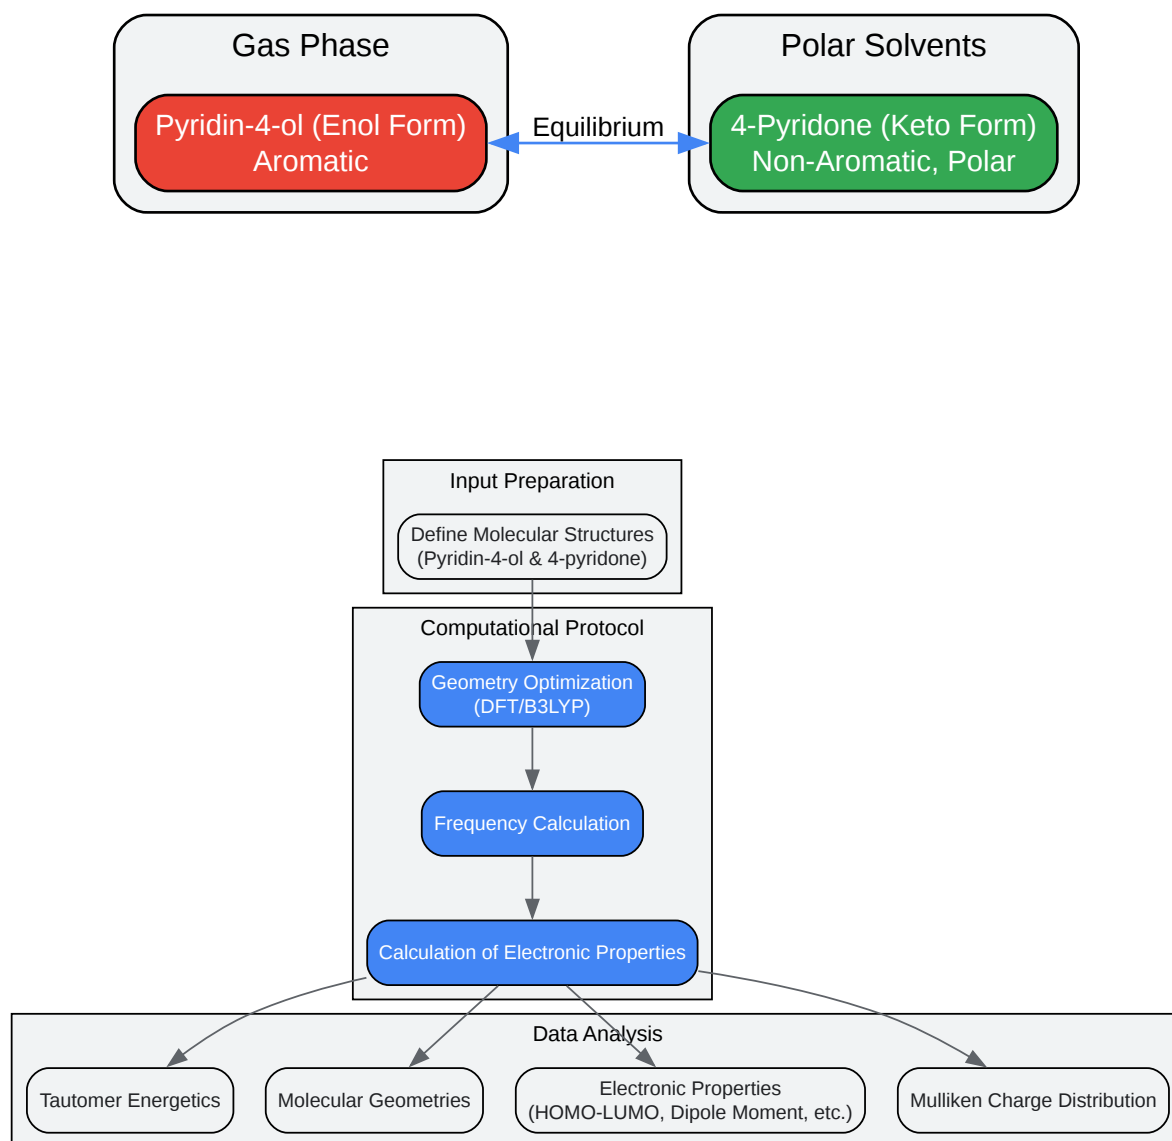 Gas Phase
Polar Solvents
Pyridin-4-ol (Enol Form)
Aromatic
Equilibrium
4-Pyridone (Keto Form)
Non-Aromatic, Polar
Input Preparation
Define Molecular Structures
(Pyridin-4-ol & 4-pyridone)
Computational Protocol
Geometry Optimization
(DFT/B3LYP)
Frequency Calculation
Calculation of Electronic Properties
Data Analysis
Tautomer Energetics
Molecular Geometries
Electronic Properties
(HOMO-LUMO, Dipole Moment, etc.)
Mulliken Charge Distribution